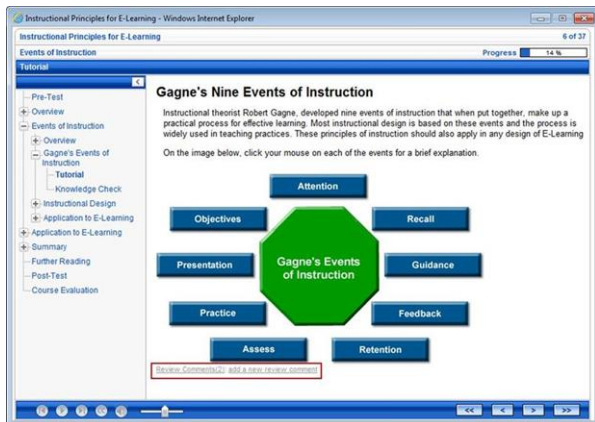 Instructional Principles for E-Learning - Windows Internet Explorer
Instructional Principles for E-Learning
6 of 37
Events of Instruction
Progress
14 %
Tutorial
Pre-Test
Overview
Events of Instruction
Overview
Gagne's Events of
Instruction
Tutorial
Knowledge Check
Instructional Design
Application to E-Learning
Application to E-Learning
Summary
Further Reading
Post-Test
Course Evaluation
Gagne's Nine Events of Instruction
Instructional theorist Robert Gagne, developed nine events of instruction that when put together, make up a
practical process for effective learning. Most instructional design is based on these events and the process is
widely used in teaching practices. These principles of instruction should also apply in any design of E-Learning
On the image below, click your mouse on each of the events for a brief explanation.
Attention
Objectives
Recall
Presentation
Gagne's Events
of Instruction
Guidance
Practice
Feedback
Assess
Retention
Review Comments(2) add a new review comment